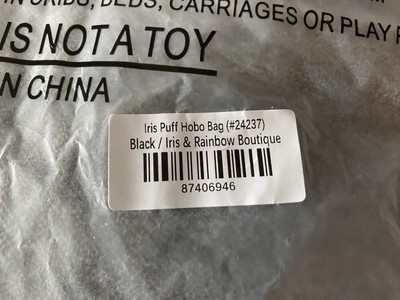 IN CRIBS, BEDS, CARRIAGES OR PLAY
IS NOT A TOY
IN CHINA
Iris Puff Hobo Bag (#24237)
Black / Iris & Rainbow Boutique
87406946